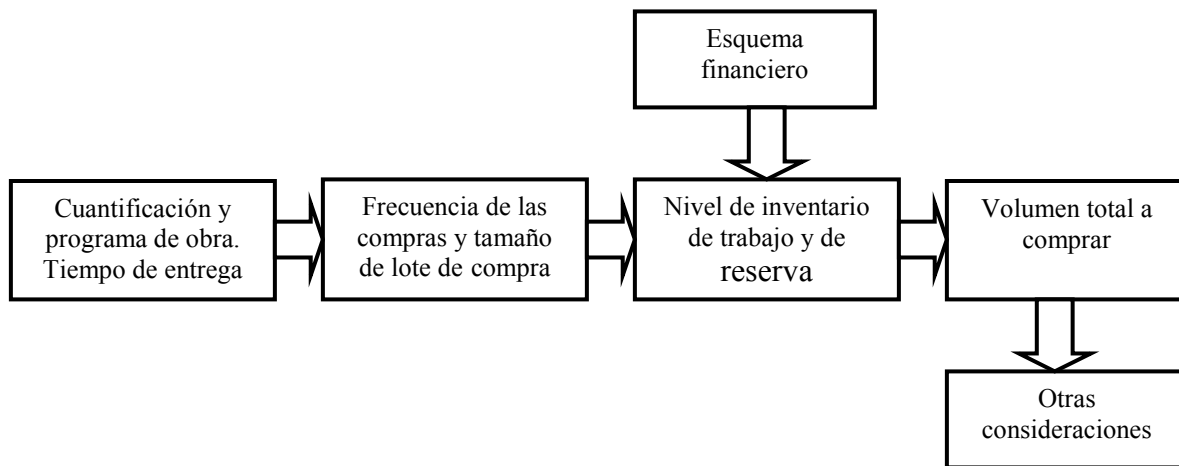 Esquema
financiero
Cuantificación y
programa de obra.
Tiempo de entrega
Frecuencia de las
compras y tamaño
de lote de compra
Nivel de inventario
de trabajo y de
reserva
Volumen total a
comprar
Otras
consideraciones